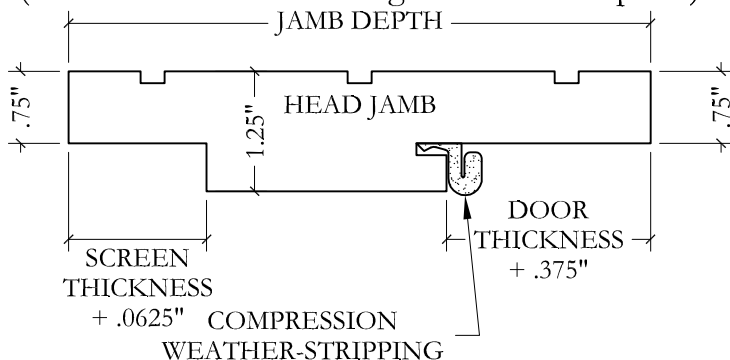 JAMB DEPTH
.75"
1.25"
HEAD JAMB
.75"
SCREEN
THICKNESS
+ .0625"
DOOR
THICKNESS
+ .375"
COMPRESSION
WEATHER-STRIPPING